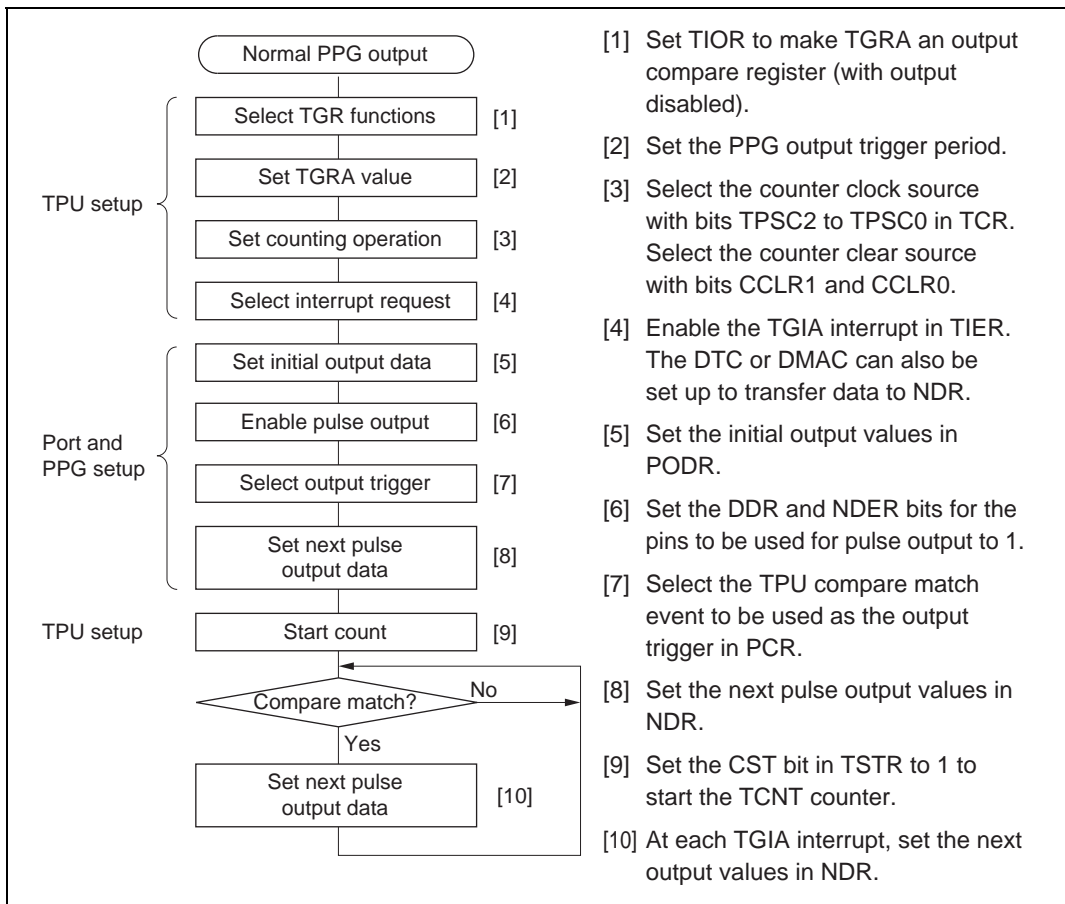 Normal PPG output
Select TGR functions [1]
Set TGRA value [2]
TPU setup
Set counting operation [3]
Select interrupt request [4]
Set initial output data [5]
Enable pulse output [6]
Port and
PPG setup
Select output trigger [7]
Set next pulse
output data
[8]
TPU setup
Start count [9]
Compare match?
No
Yes
Set next pulse
output data
[10]
[1] Set TIOR to make TGRA an output
compare register (with output
disabled).
[2] Set the PPG output trigger period.
[3] Select the counter clock source
with bits TPSC2 to TPSC0 in TCR.
Select the counter clear source
with bits CCLR1 and CCLR0.
[4] Enable the TGIA interrupt in TIER.
The DTC or DMAC can also be
set up to transfer data to NDR.
[5] Set the initial output values in
PODR.
[6] Set the DDR and NDER bits for the
pins to be used for pulse output to 1.
[7] Select the TPU compare match
event to be used as the output
trigger in PCR.
[8] Set the next pulse output values in
NDR.
[9] Set the CST bit in TSTR to 1 to
start the TCNT counter.
[10] At each TGIA interrupt, set the next
output values in NDR.